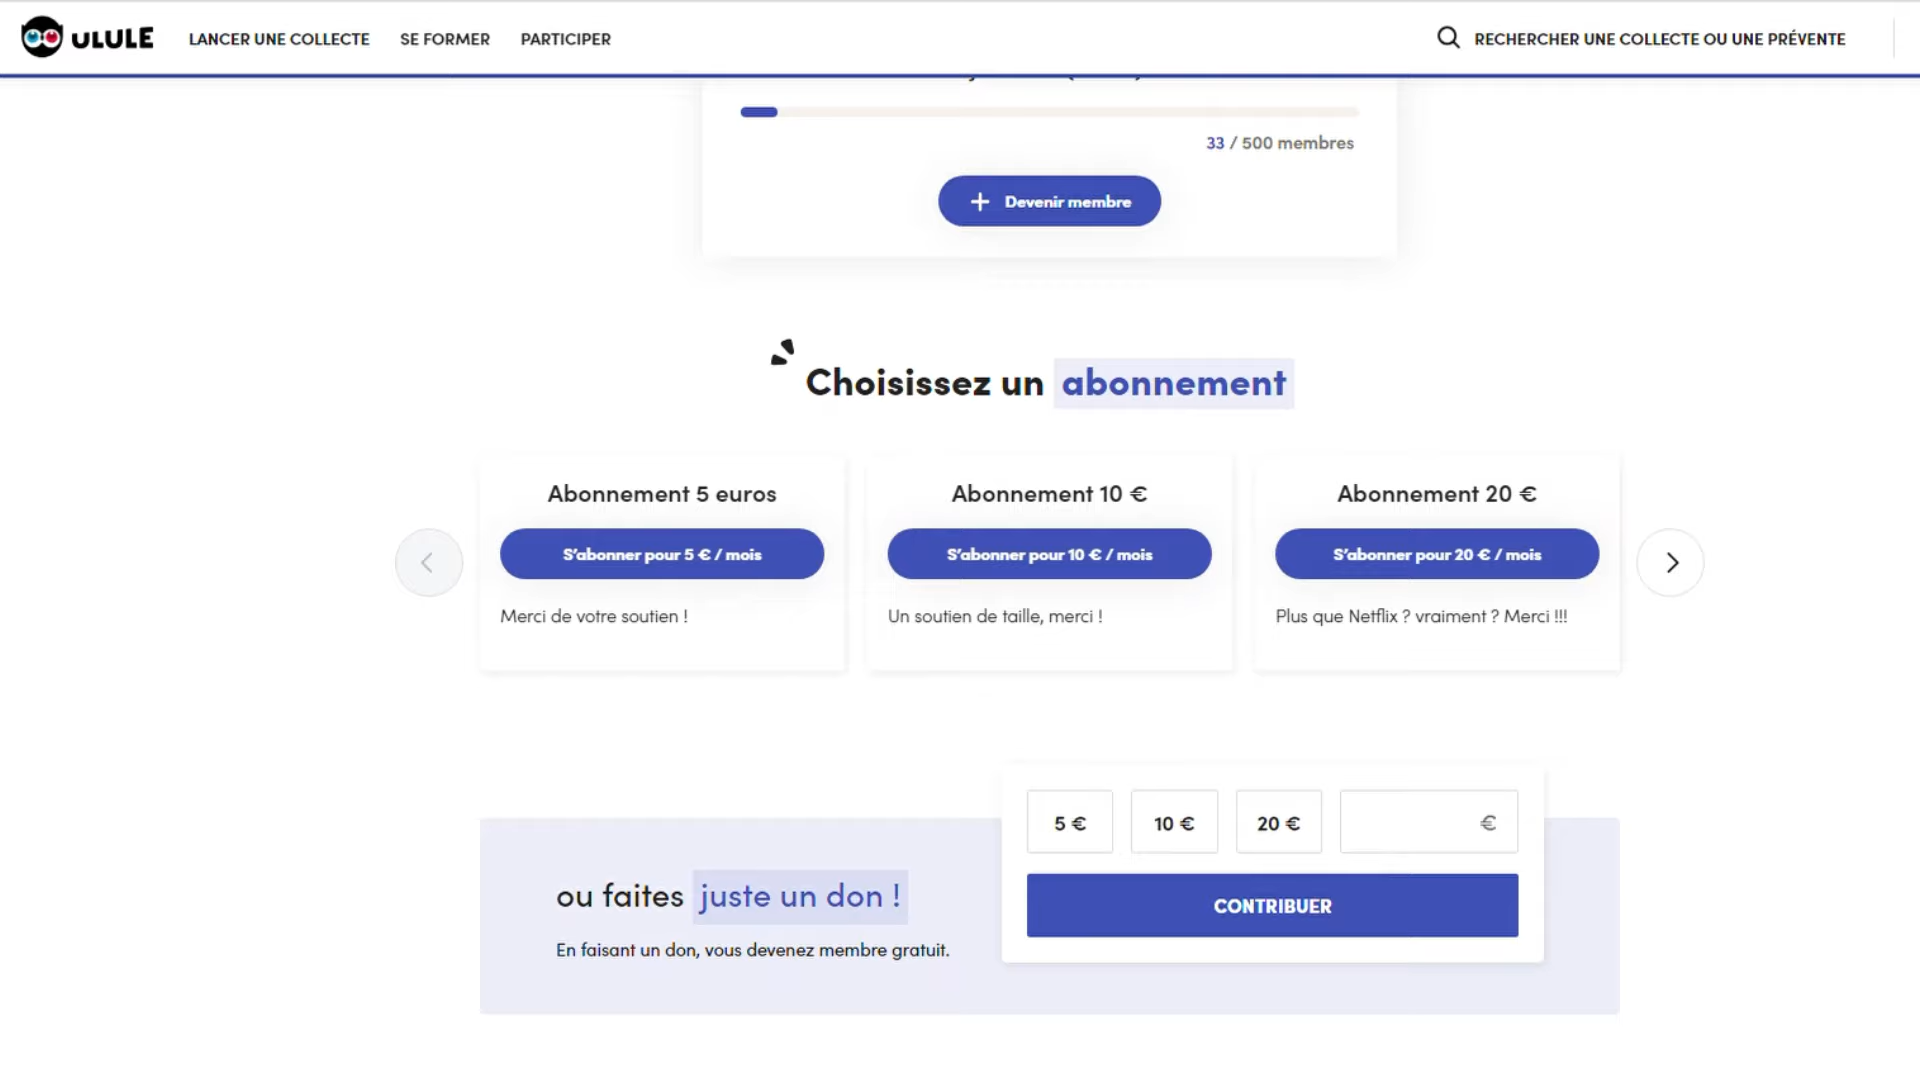 ULULE
LANCER UNE COLLECTE
SE FORMER
PARTICIPER
RECHERCHER UNE COLLECTE OU UNE PRÉVENTE
33 / 500 membres
+ Devenir membre
Choisissez un abonnement
Abonnement 5 euros
S'abonner pour 5 € / mois
Merci de votre soutien !
Abonnement 10 €
S'abonner pour 10 € / mois
Un soutien de taille, merci !
Abonnement 20 €
S'abonner pour 20 € / mois
Plus que Netflix ? vraiment ? Merci !!!
ou faites juste un don !
En faisant un don, vous devenez membre gratuit.
5 €
10 €
20 €
€
CONTRIBUER